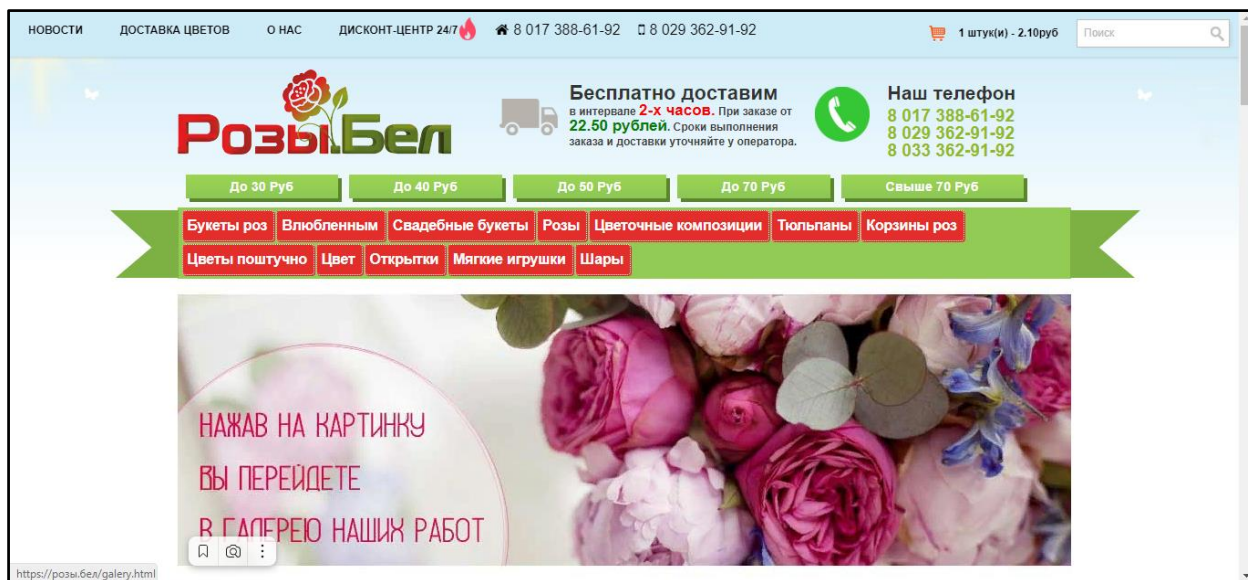 НОВОСТИ ДОСТАВКА ЦВЕТОВ О НАС ДИСКОНТ-ЦЕНТР 24/7 8 017 388-61-92 8 029 362-91-92 1 штук(и) - 2.10руб Поиск
РозыБел
Бесплатно доставим
в интервале 2-х часов. При заказе от
22.50 рублей. Сроки выполнения
заказа и доставки уточняйте у оператора.
Наш телефон
8 017 388-61-92
8 029 362-91-92
8 033 362-91-92
До 30 Руб До 40 Руб До 50 Руб До 70 Руб Свыше 70 Руб
Букеты роз Влюбленным Свадебные букеты Розы Цветочные композиции Тюльпаны Корзины роз
Цветы поштучно Цвет Открытки Мягкие игрушки Шары
НАЖАВ НА КАРТИНКУ
ВЫ ПЕРЕЙДЕТЕ
В ГАЛЕРЕЮ НАШИХ РАБОТ
https://розы.бел/galery.html